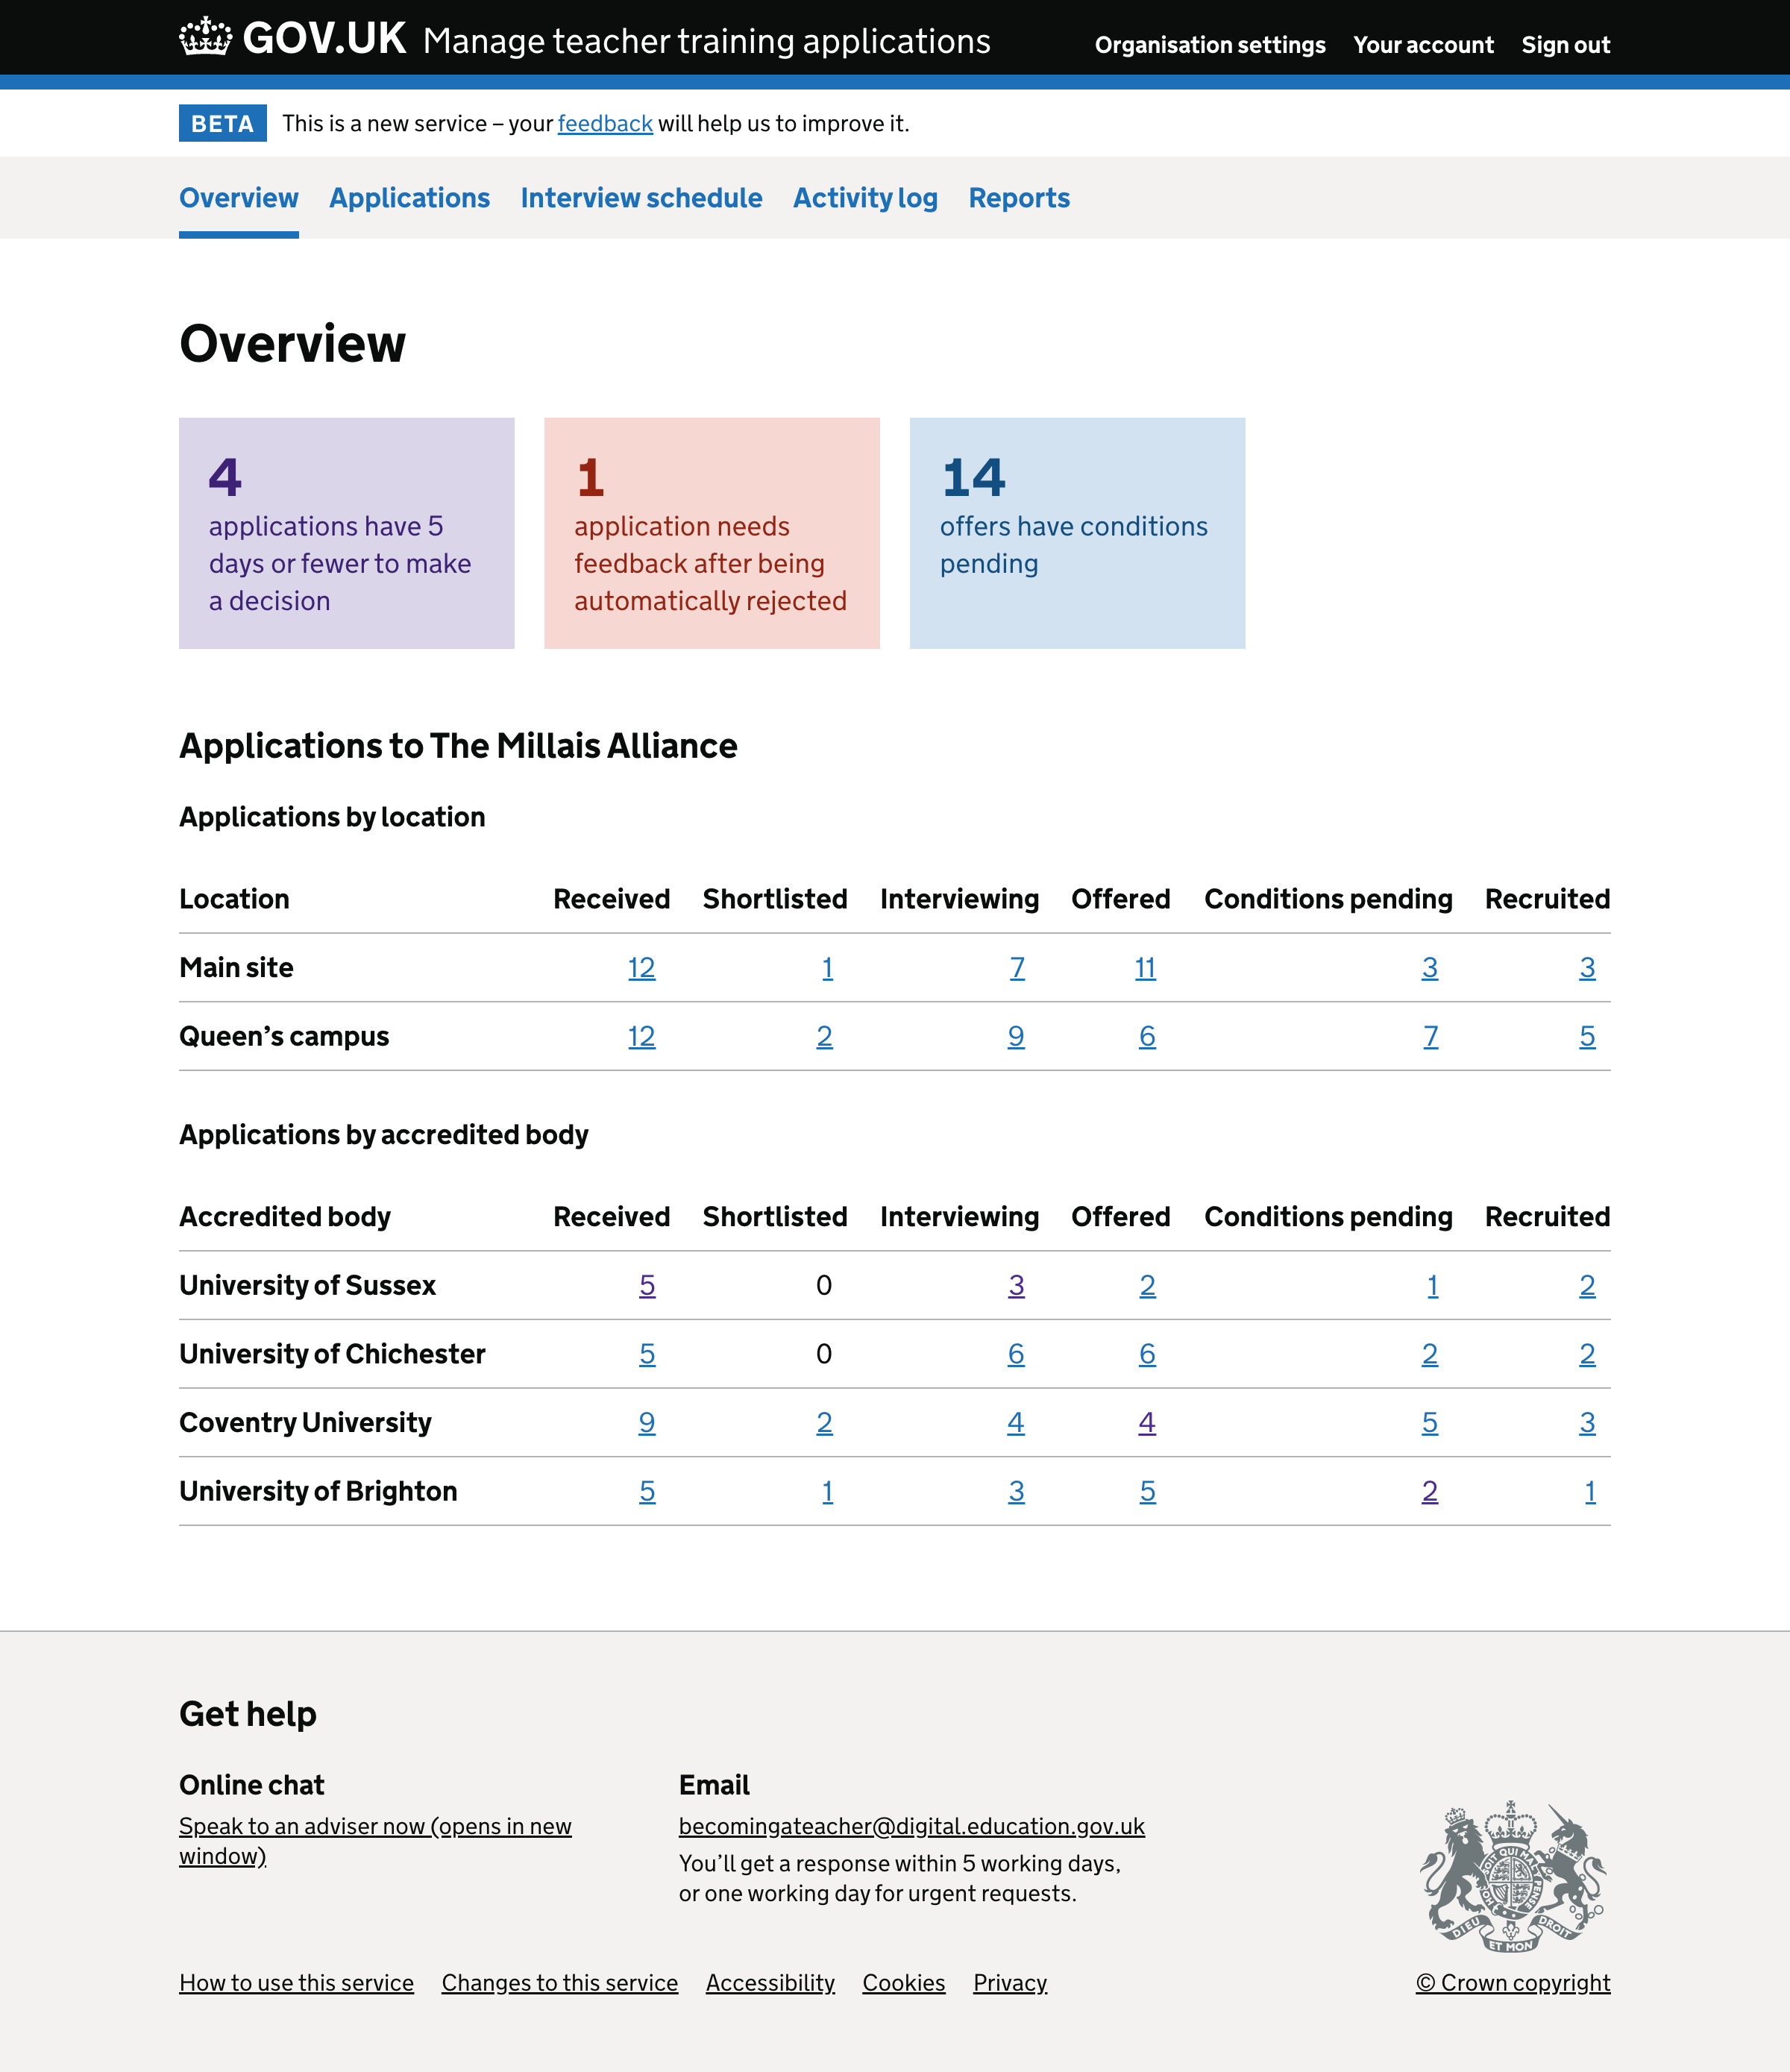 GOV.UK Manage teacher training applications Organisation settings Your account Sign out
BETA This is a new service – your feedback will help us to improve it.
Overview Applications Interview schedule Activity log Reports
Overview
4
applications have 5
days or fewer to make
a decision
1
application needs
feedback after being
automatically rejected
14
offers have conditions
pending
Applications to The Millais Alliance
Applications by location
Location Received Shortlisted Interviewing Offered Conditions pending Recruited
Main site 12 1 7 11 3 3
Queen’s campus 12 2 9 6 7 5
Applications by accredited body
Accredited body Received Shortlisted Interviewing Offered Conditions pending Recruited
University of Sussex 5 0 3 2 1 2
University of Chichester 5 0 6 6 2 2
Coventry University 9 2 4 4 5 3
University of Brighton 5 1 3 5 2 1
Get help
Online chat
Speak to an adviser now (opens in new
window)
Email
becomingateacher@digital.education.gov.uk
You’ll get a response within 5 working days,
or one working day for urgent requests.
DIEU ET MON DROIT
How to use this service Changes to this service Accessibility Cookies Privacy © Crown copyright